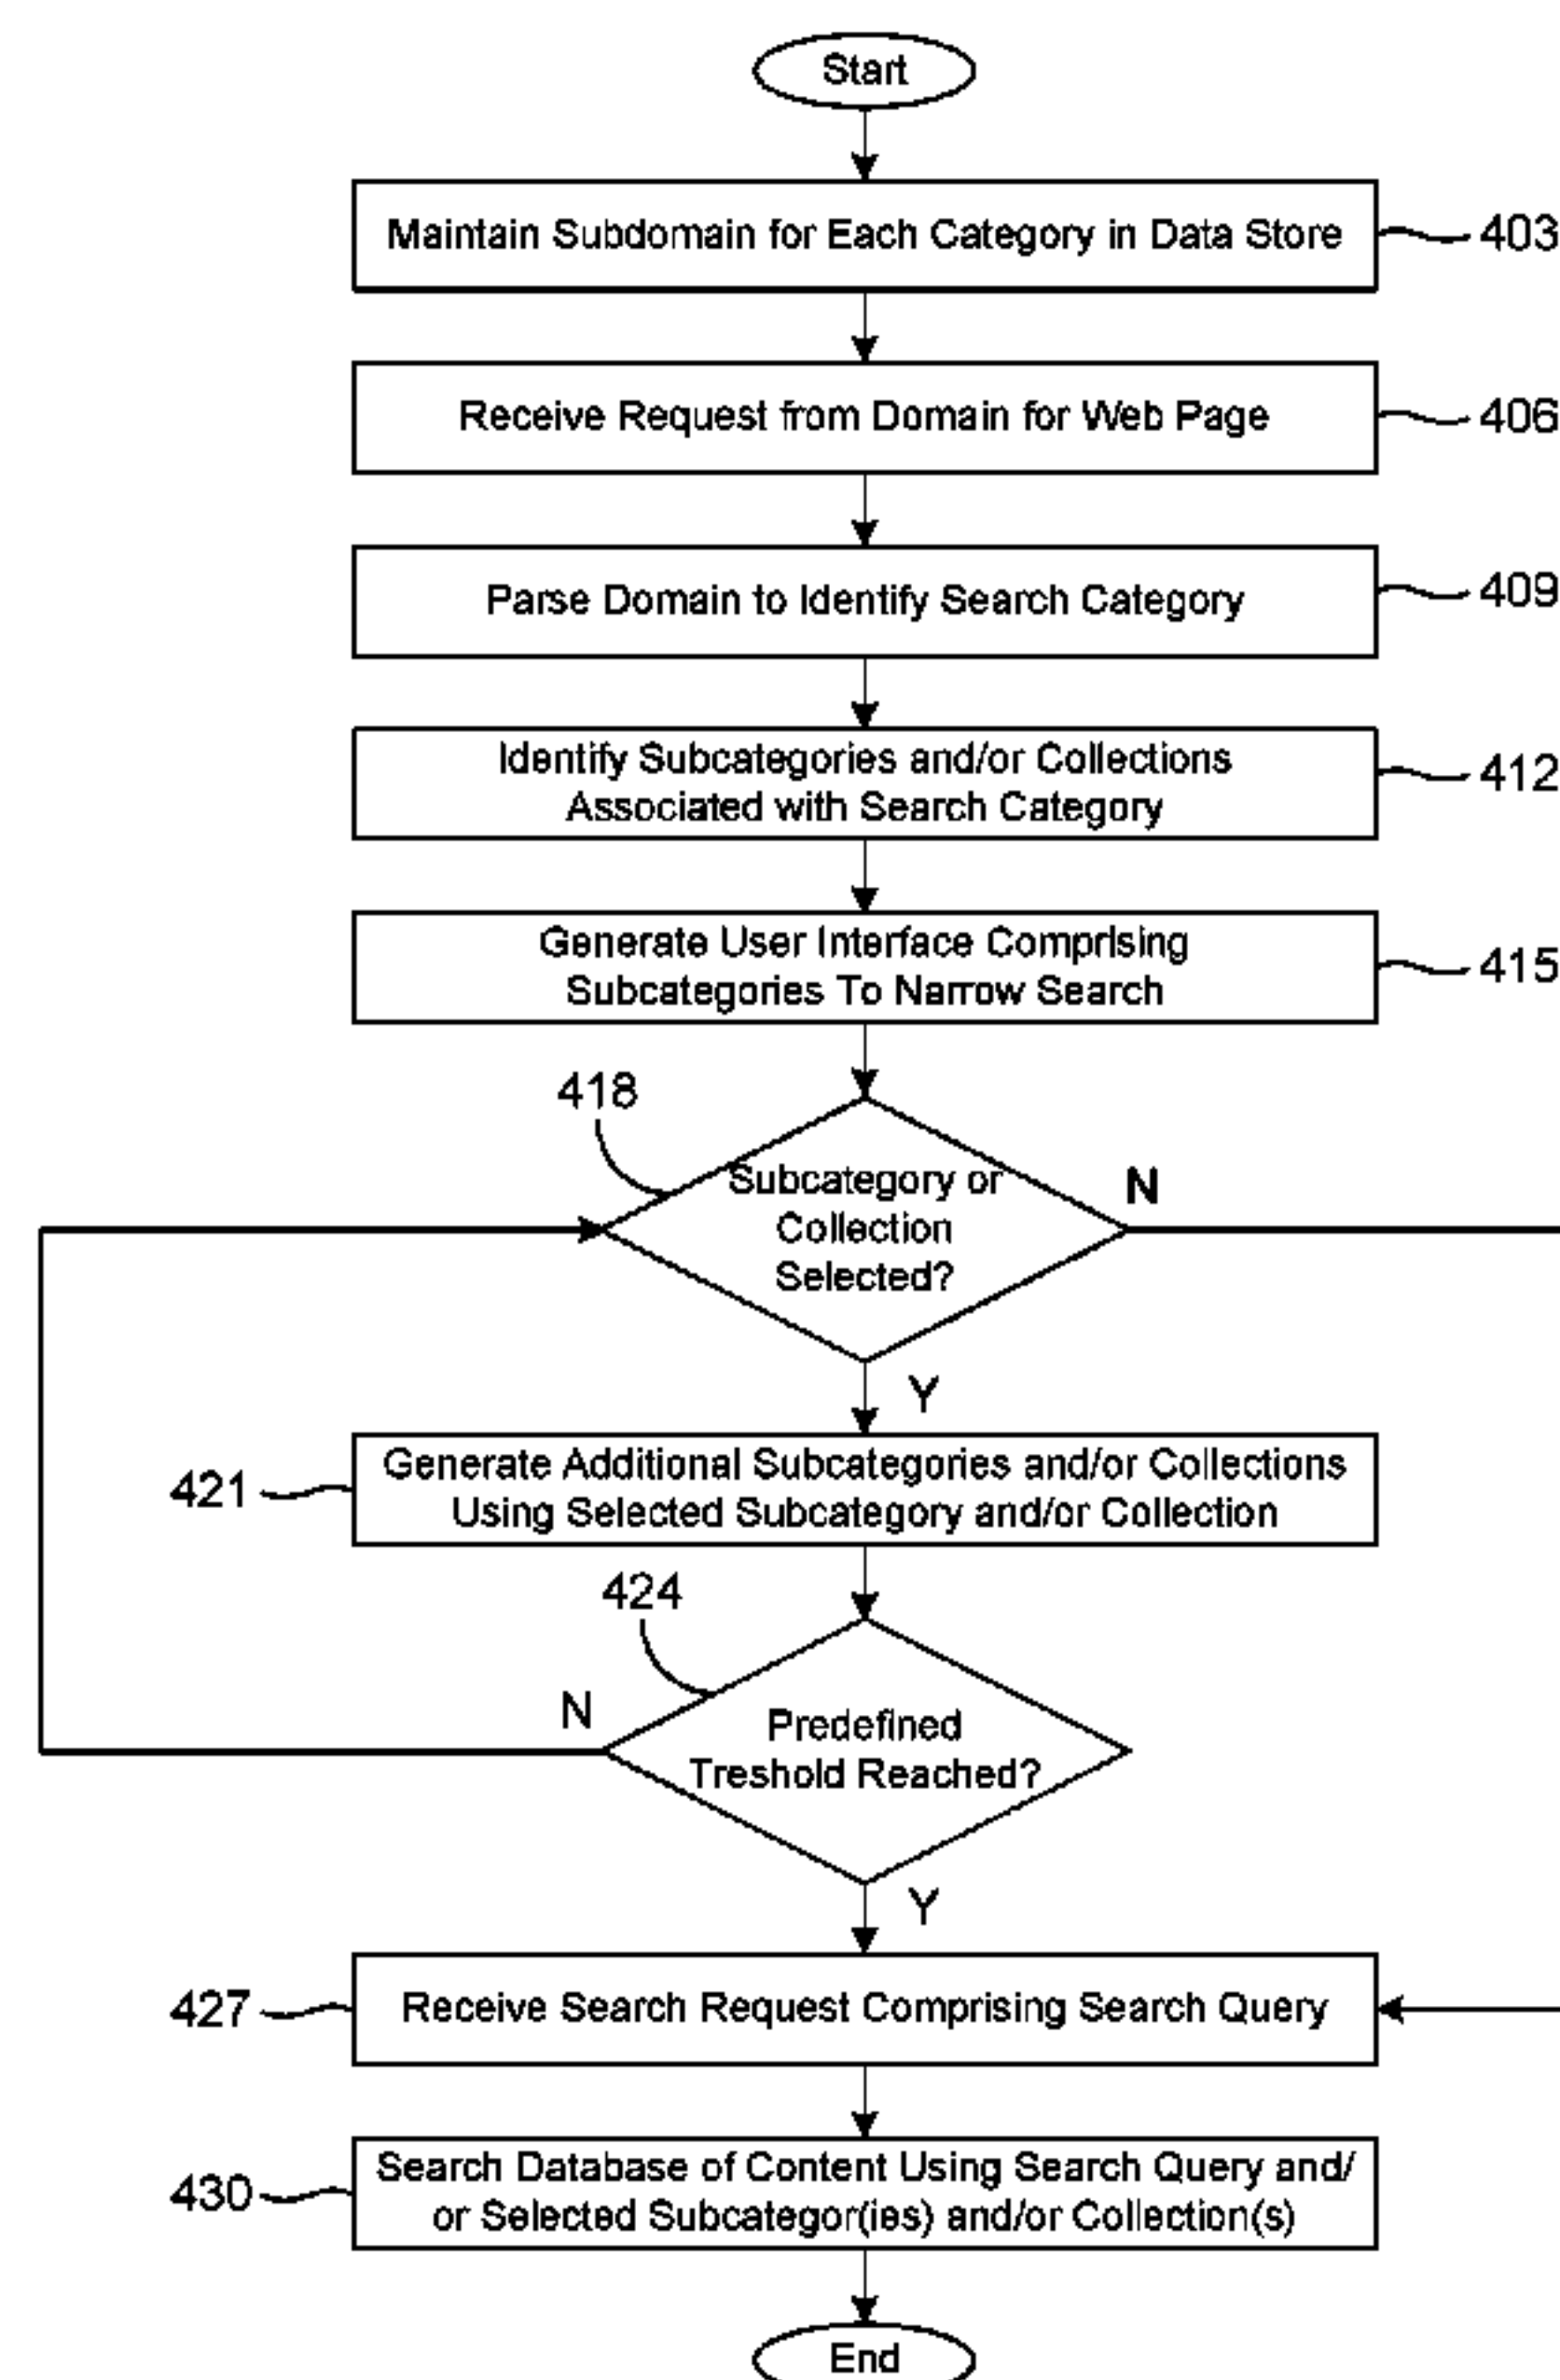 Start
Maintain Subdomain for Each Category in Data Store
403
Receive Request from Domain for Web Page
406
Parse Domain to Identify Search Category
409
Identify Subcategories and/or Collections
Associated with Search Category
412
Generate User Interface Comprising
Subcategories To Narrow Search
415
418
Subcategory or
Collection
Selected?
N
Y
421
Generate Additional Subcategories and/or Collections
Using Selected Subcategory and/or Collection
424
N
Predefined
Treshold Reached?
Y
427
Receive Search Request Comprising Search Query
430
Search Database of Content Using Search Query and/
or Selected Subcategor(ies) and/or Collection(s)
End